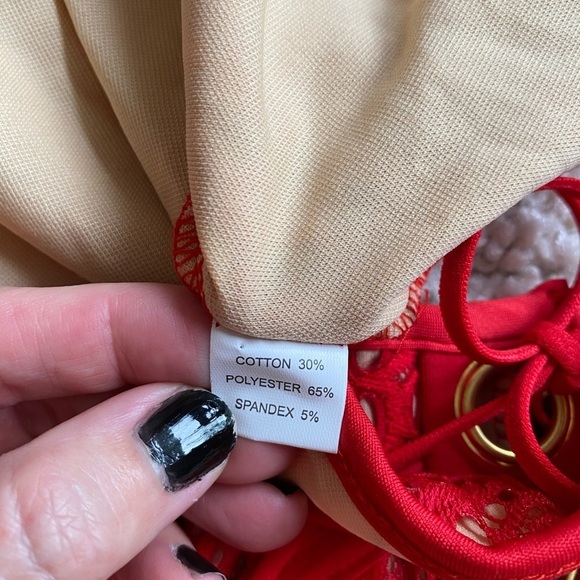 COTTON 30%
POLYESTER 65%
SPANDEX 5%